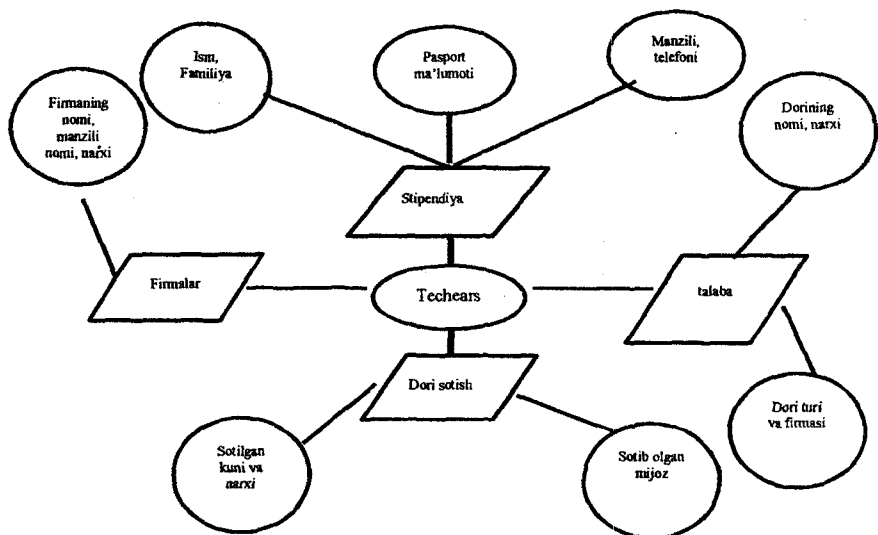 Ism,
Familiya
Pasport
ma'lumoti
Manzili,
telefoni
Firmaning
nomi,
manzili
nomi, narxi
Dorining
nomi, narxi
Stipendiya
Firmalar
Techears
talaba
Dori sotish
Dori turi
va firmasi
Sotilgan
kuni va
narxi
Sotib olgan
mijoz